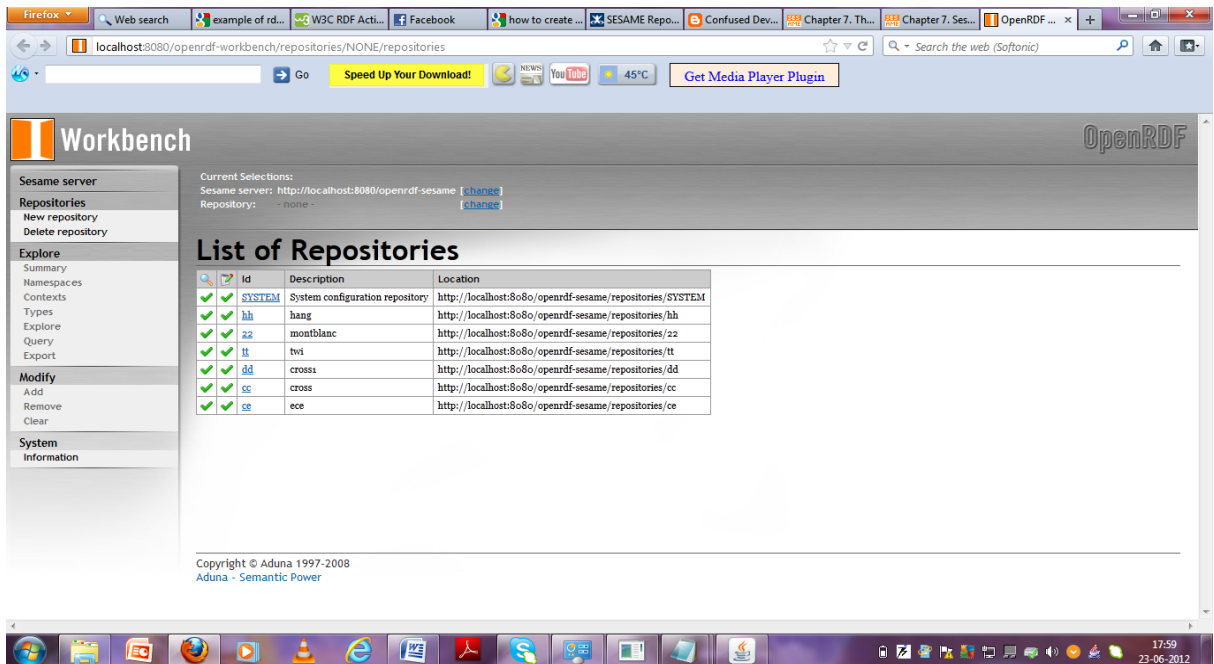 Firefox
Web search
example of rd...
W3C RDF Acti...
Facebook
how to create ...
SESAME Repo...
Confused Dev...
Chapter 7. Th...
Chapter 7. Ses...
OpenRDF ...
localhost:8080/openrdf-workbench/repositories/NONE/repositories
Search the web (Softonic)
Go
Speed Up Your Download!
NEWS
YouTube
45°C
Get Media Player Plugin
Workbench
OpenRDF
Current Selections:
Sesame server: http://localhost:8080/openrdf-sesame [change]
Repository: - none - [change]
Sesame server
Repositories
New repository
Delete repository
Explore
Summary
Namespaces
Contexts
Types
Explore
Query
Export
Modify
Add
Remove
Clear
System
Information
List of Repositories
Id Description Location
SYSTEM System configuration repository http://localhost:8080/openrdf-sesame/repositories/SYSTEM
hh hang http://localhost:8080/openrdf-sesame/repositories/hh
22 montblanc http://localhost:8080/openrdf-sesame/repositories/22
tt twi http://localhost:8080/openrdf-sesame/repositories/tt
dd cross1 http://localhost:8080/openrdf-sesame/repositories/dd
cc cross http://localhost:8080/openrdf-sesame/repositories/cc
ce ece http://localhost:8080/openrdf-sesame/repositories/ce
Copyright © Aduna 1997-2008
Aduna - Semantic Power
17:59
23-06-2012